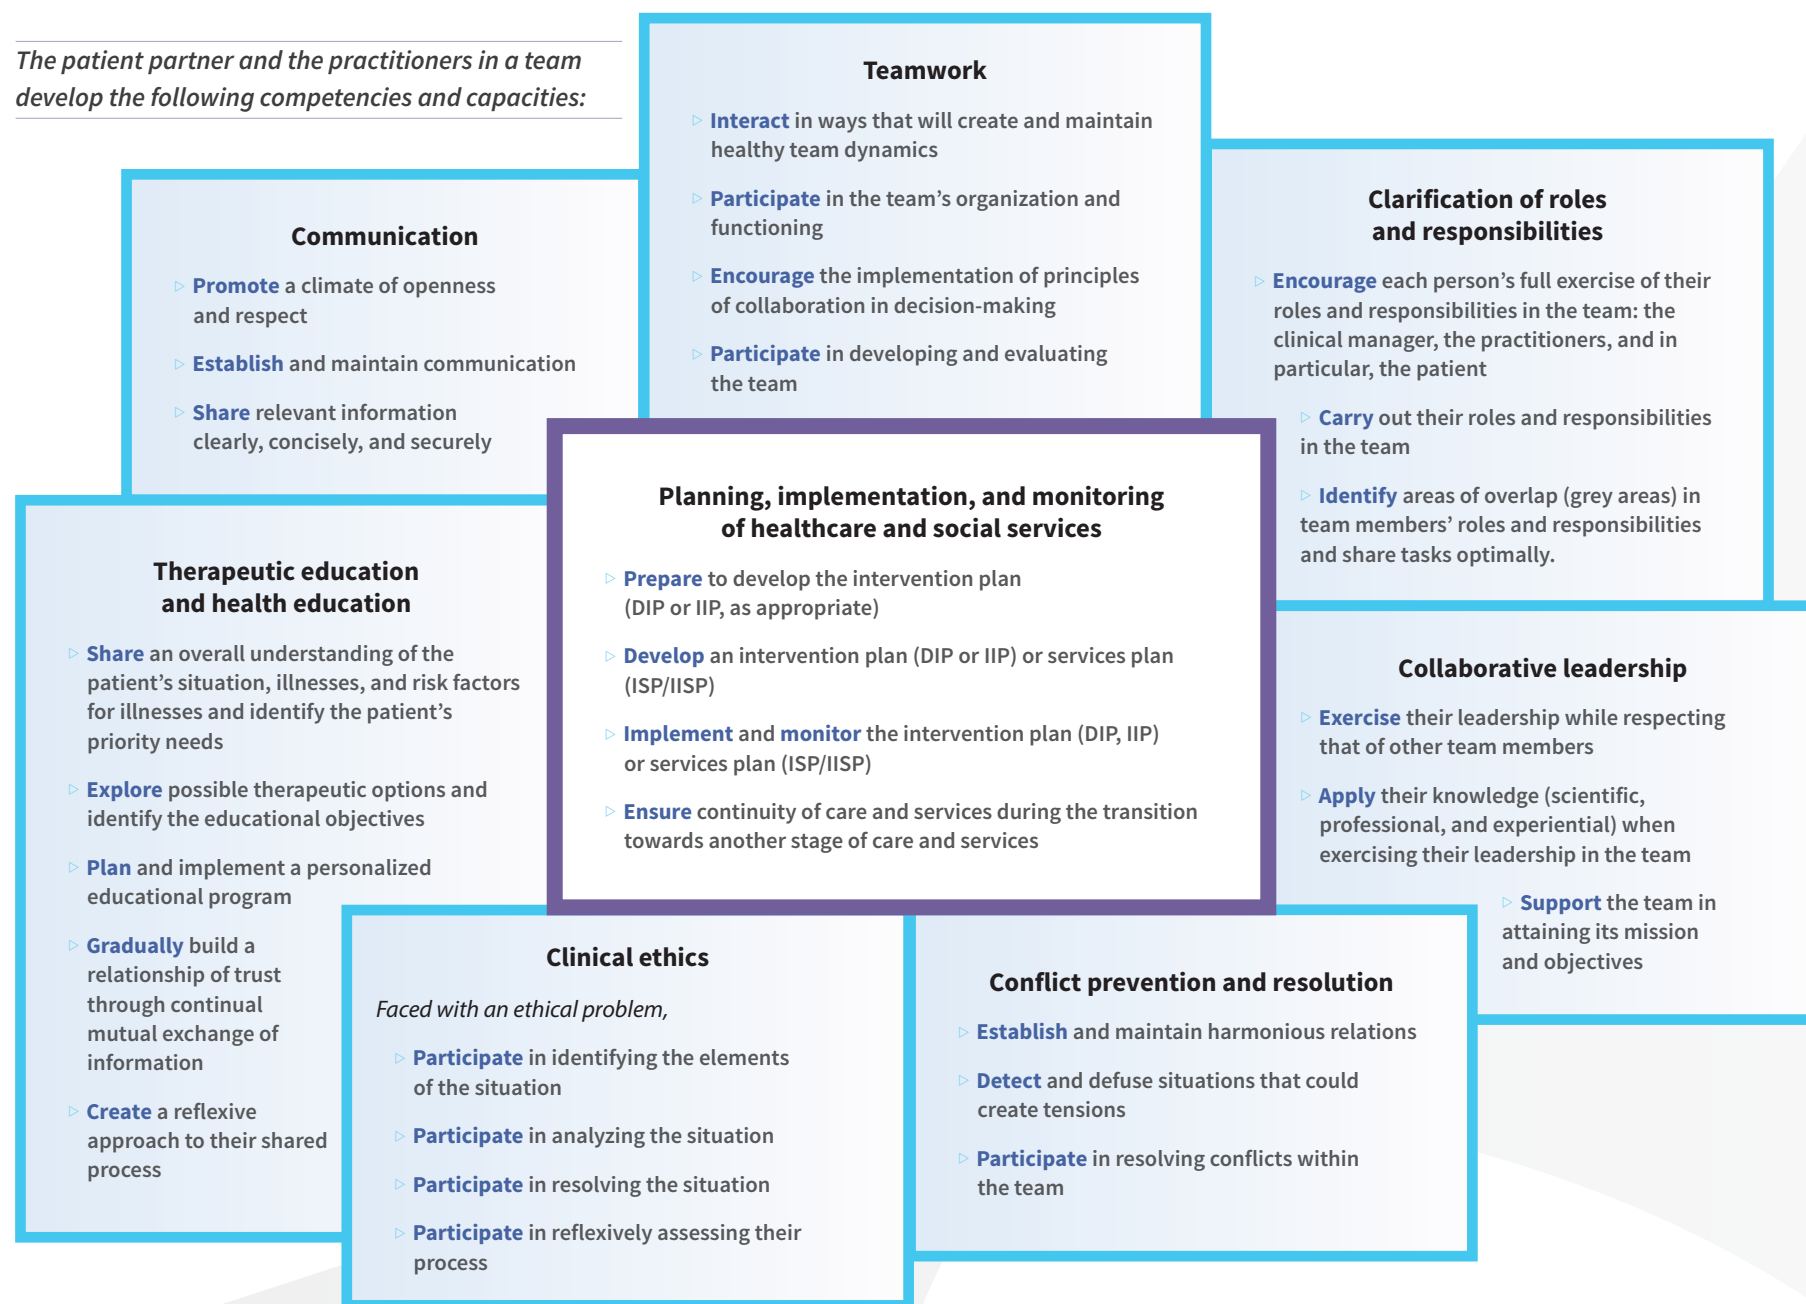 The patient partner and the practitioners in a team
develop the following competencies and capacities:
Teamwork
▷ Interact in ways that will create and maintain
healthy team dynamics
▷ Participate in the team’s organization and
functioning
▷ Encourage the implementation of principles
of collaboration in decision-making
▷ Participate in developing and evaluating
the team
Communication
▷ Promote a climate of openness
and respect
▷ Establish and maintain communication
▷ Share relevant information
clearly, concisely, and securely
Clarification of roles
and responsibilities
▷ Encourage each person’s full exercise of their
roles and responsibilities in the team: the
clinical manager, the practitioners, and in
particular, the patient
▷ Carry out their roles and responsibilities
in the team
▷ Identify areas of overlap (grey areas) in
team members’ roles and responsibilities
and share tasks optimally.
Planning, implementation, and monitoring
of healthcare and social services
▷ Prepare to develop the intervention plan
(DIP or IIP, as appropriate)
▷ Develop an intervention plan (DIP or IIP) or services plan
(ISP/IISP)
▷ Implement and monitor the intervention plan (DIP, IIP)
or services plan (ISP/IISP)
▷ Ensure continuity of care and services during the transition
towards another stage of care and services
Therapeutic education
and health education
▷ Share an overall understanding of the
patient’s situation, illnesses, and risk factors
for illnesses and identify the patient’s
priority needs
▷ Explore possible therapeutic options and
identify the educational objectives
▷ Plan and implement a personalized
educational program
▷ Gradually build a
relationship of trust
through continual
mutual exchange of
information
▷ Create a reflexive
approach to their shared
process
Collaborative leadership
▷ Exercise their leadership while respecting
that of other team members
▷ Apply their knowledge (scientific,
professional, and experiential) when
exercising their leadership in the team
▷ Support the team in
attaining its mission
and objectives
Clinical ethics
Faced with an ethical problem,
▷ Participate in identifying the elements
of the situation
▷ Participate in analyzing the situation
▷ Participate in resolving the situation
▷ Participate in reflexively assessing their
process
Conflict prevention and resolution
▷ Establish and maintain harmonious relations
▷ Detect and defuse situations that could
create tensions
▷ Participate in resolving conflicts within
the team